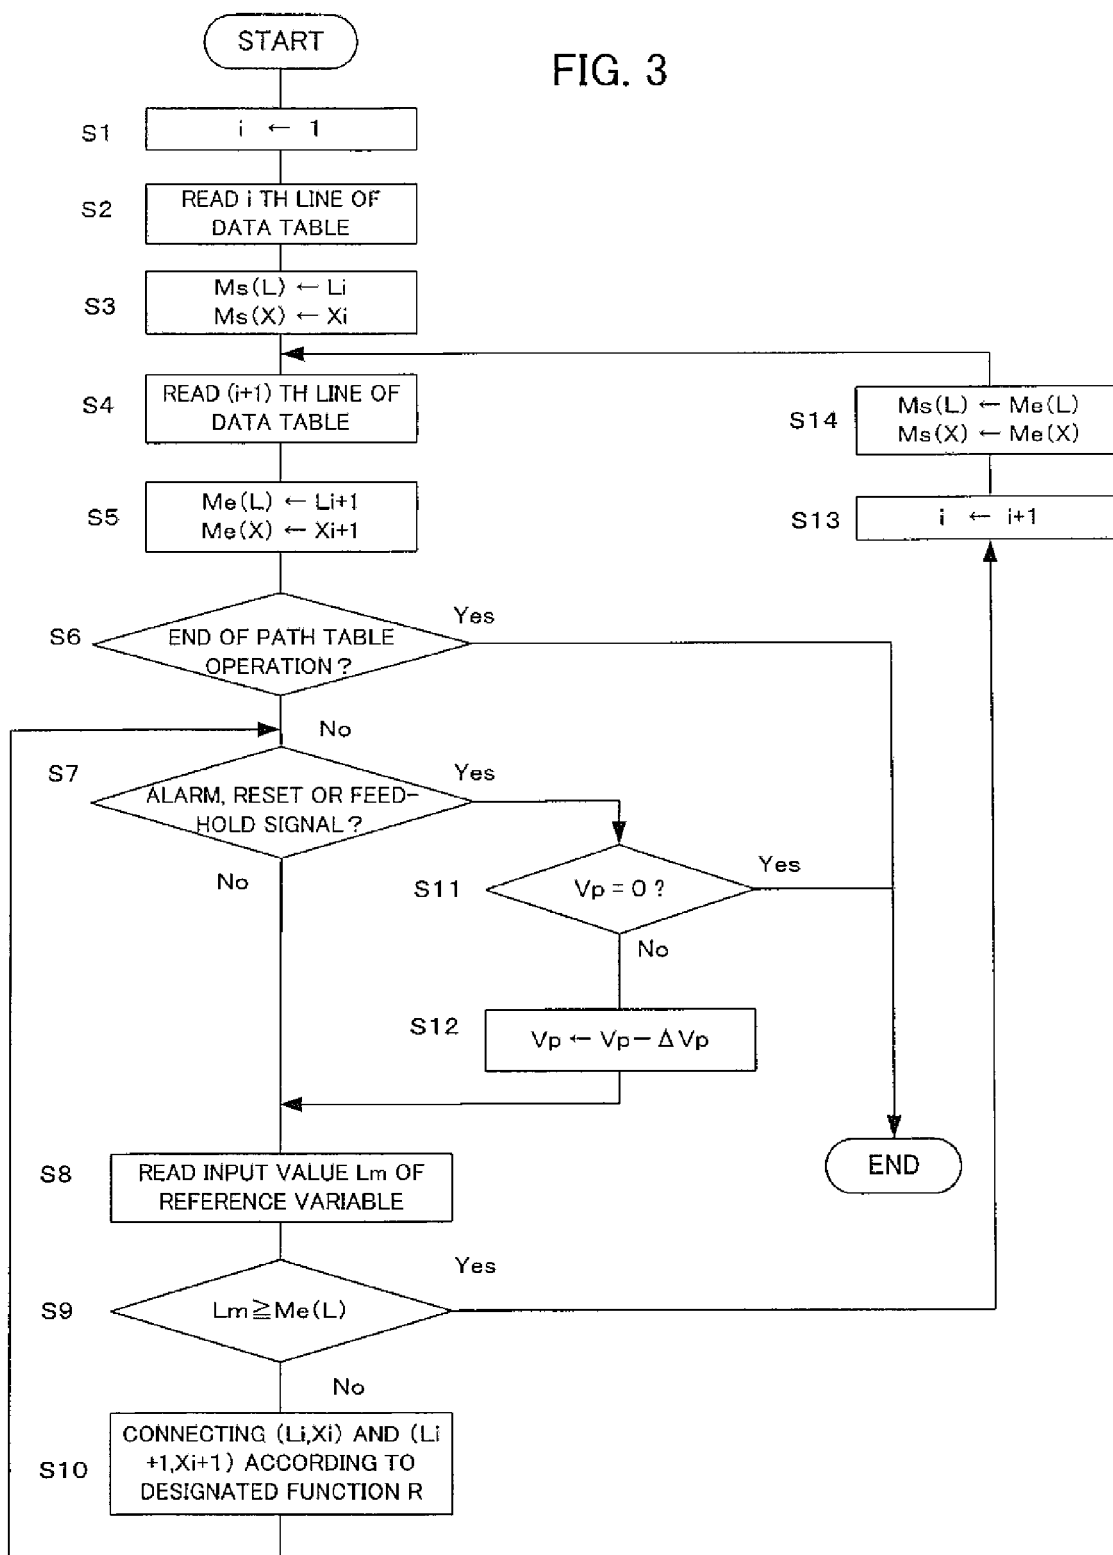 START
FIG. 3
S1
i ← 1
S2
READ i TH LINE OF
DATA TABLE
S3
Ms(L) ← Li
Ms(X) ← Xi
S4
READ (i+1) TH LINE OF
DATA TABLE
S14
Ms(L) ← Me(L)
Ms(X) ← Me(X)
S5
Me(L) ← Li+1
Me(X) ← Xi+1
S13
i ← i+1
S6
END OF PATH TABLE
OPERATION?
Yes
No
S7
ALARM, RESET OR FEED-
HOLD SIGNAL?
Yes
No
S11
Vp = 0 ?
Yes
No
S12
Vp ← Vp − Δ Vp
S8
READ INPUT VALUE Lm OF
REFERENCE VARIABLE
END
S9
Lm≧Me(L)
Yes
No
S10
CONNECTING (Li,Xi) AND (Li
+1,Xi+1) ACCORDING TO
DESIGNATED FUNCTION R